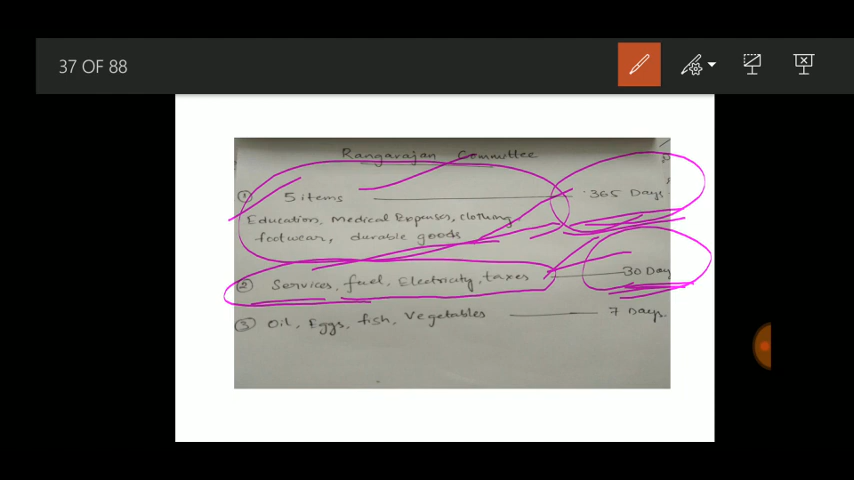 37 OF 88
Rangarajan Committee
① 5 items 365 Days
Education, Medical Expenses, clothing,
footwear, durable goods
② Services, fuel, Electricity, taxes 30 Day
③ Oil, Eggs, fish, Vegetables 7 Days.